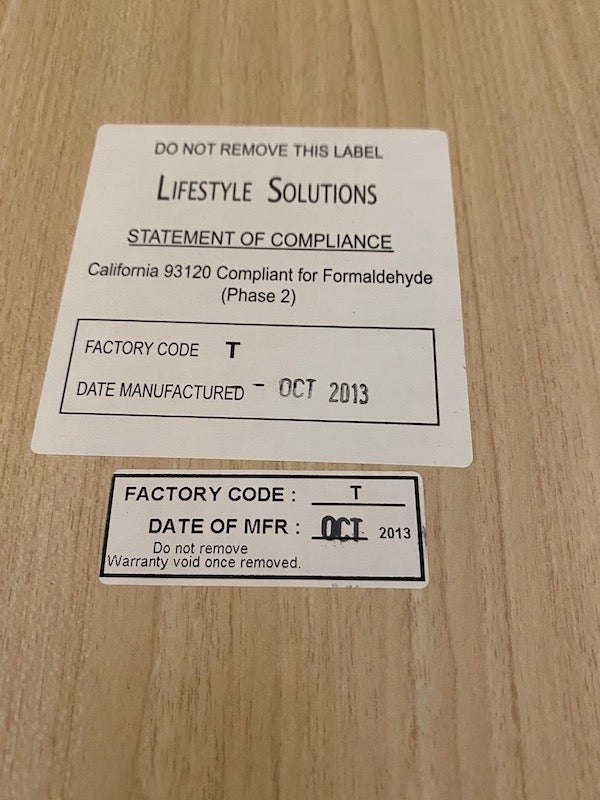 DO NOT REMOVE THIS LABEL
LIFESTYLE SOLUTIONS
STATEMENT OF COMPLIANCE
California 93120 Compliant for Formaldehyde
(Phase 2)
FACTORY CODE T
DATE MANUFACTURED - OCT 2013
FACTORY CODE : T
DATE OF MFR : OCT 2013
Do not remove
Warranty void once removed.